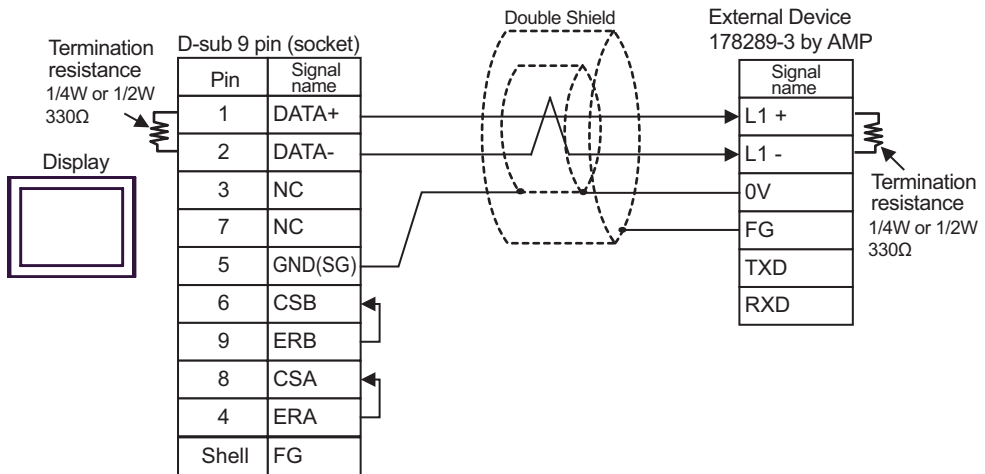 Double Shield
External Device
178289-3 by AMP
Termination
resistance
1/4W or 1/2W
330Ω
D-sub 9 pin (socket)
Pin Signal name
1 DATA+
2 DATA-
3 NC
7 NC
5 GND(SG)
6 CSB
9 ERB
8 CSA
4 ERA
Shell FG
Display
Signal
name
L1 +
L1 -
0V
FG
TXD
RXD
Termination
resistance
1/4W or 1/2W
330Ω